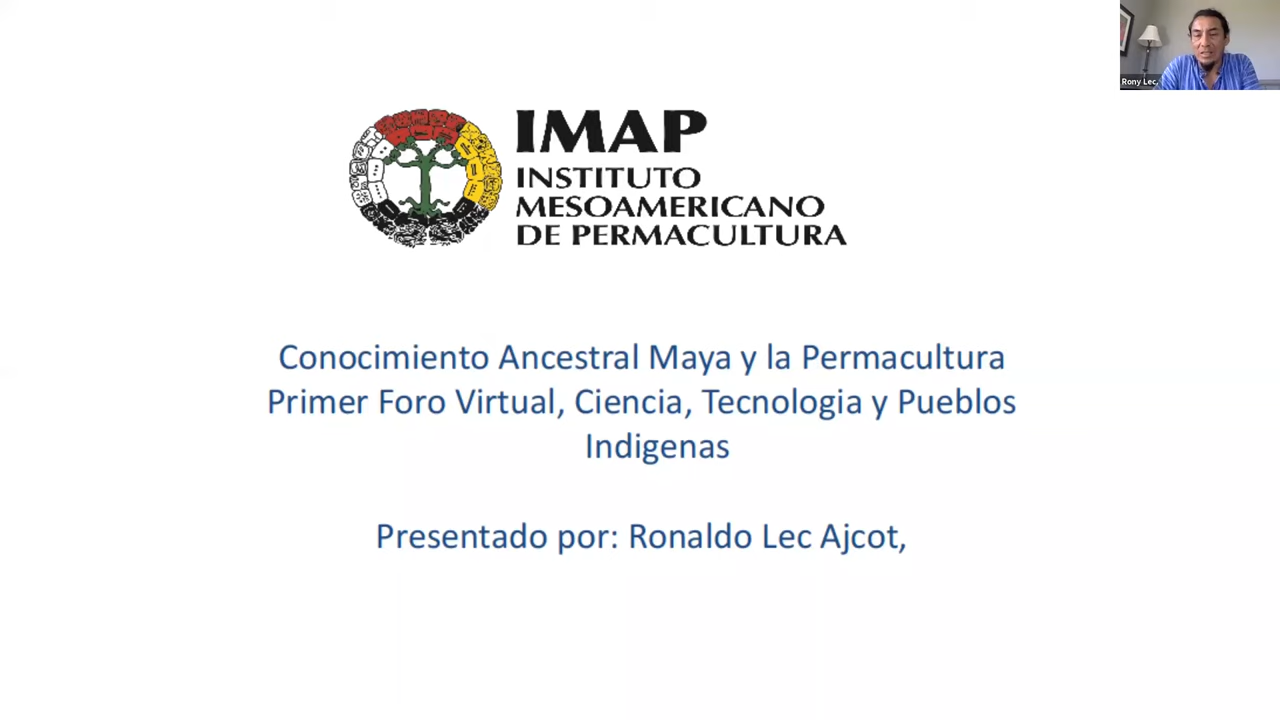 Rony Lec,
IMAP
INSTITUTO
MESOAMERICANO
DE PERMACULTURA
Conocimiento Ancestral Maya y la Permacultura
Primer Foro Virtual, Ciencia, Tecnologia y Pueblos
Indigenas
Presentado por: Ronaldo Lec Ajcot,